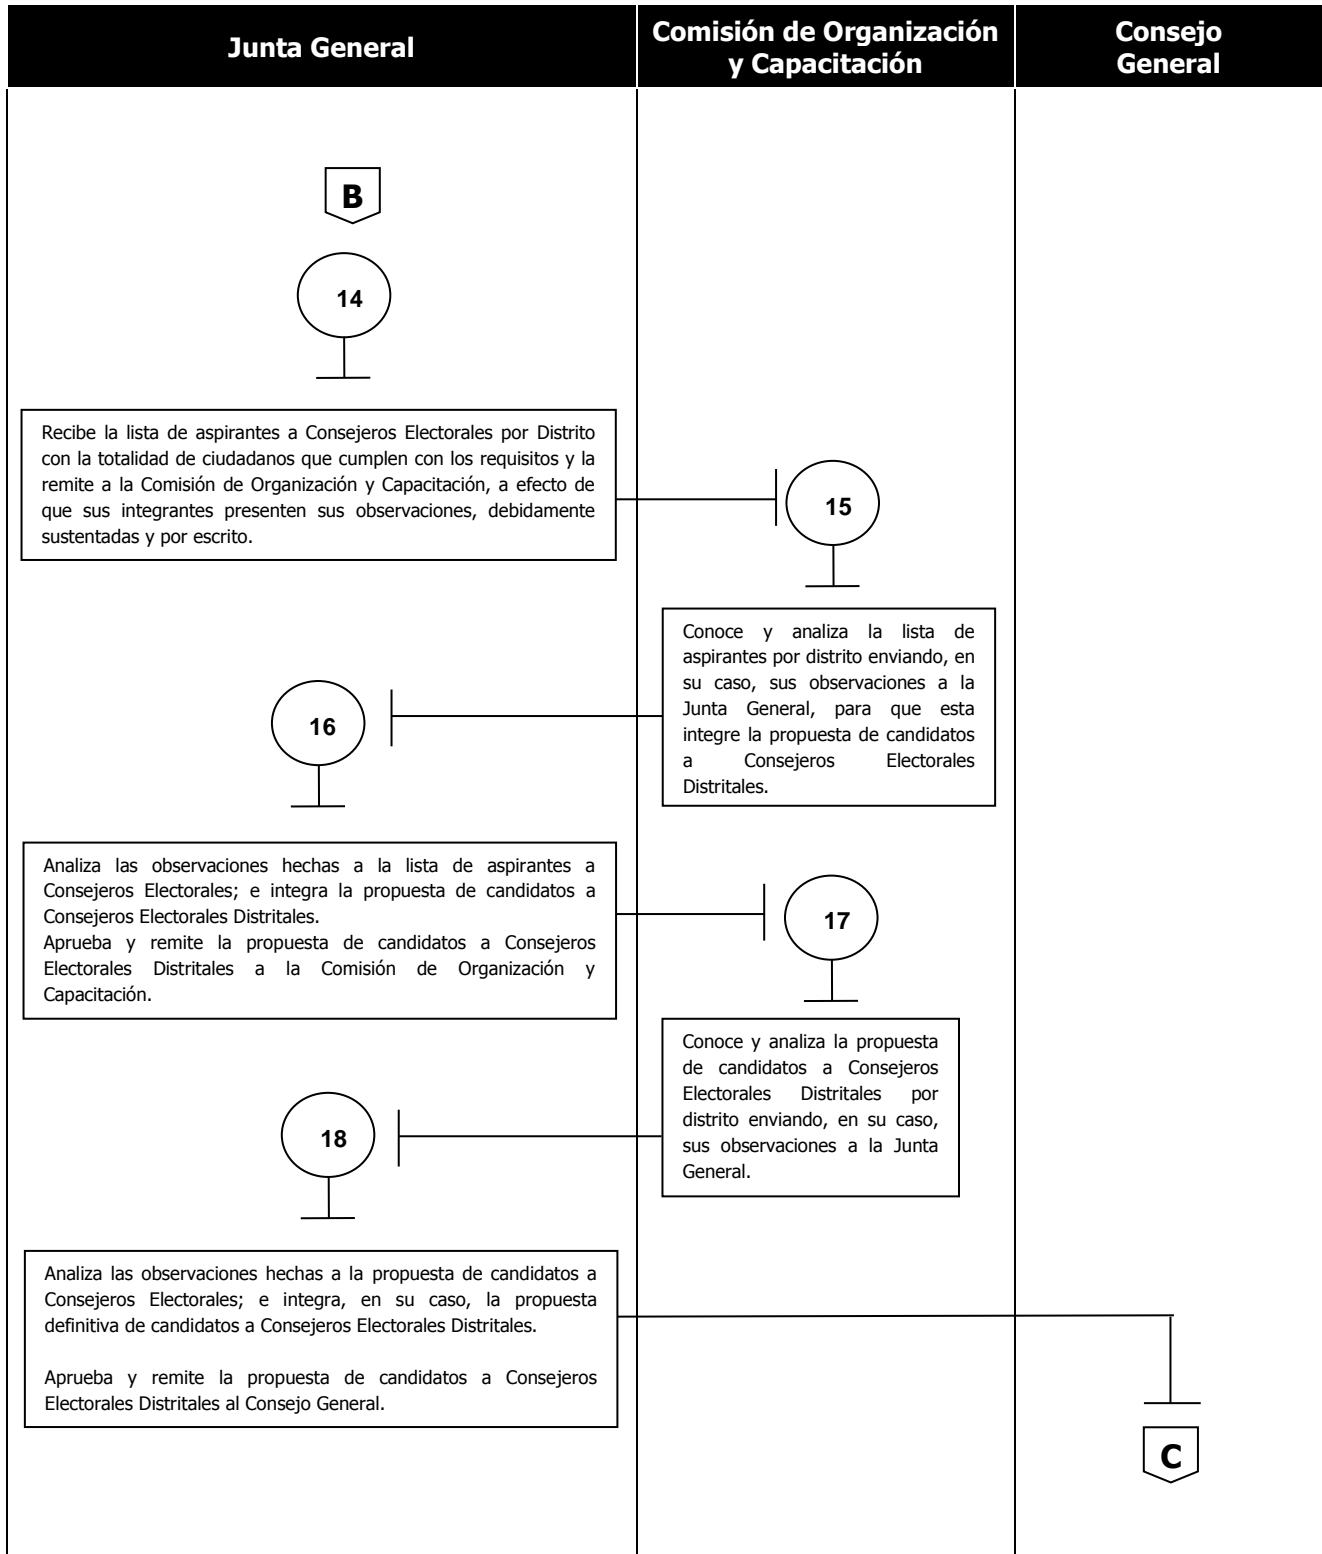 Junta General
Comisión de Organización
y Capacitación
Consejo
General
B
14
Recibe la lista de aspirantes a Consejeros Electorales por Distrito
con la totalidad de ciudadanos que cumplen con los requisitos y la
remite a la Comisión de Organización y Capacitación, a efecto de
que sus integrantes presenten sus observaciones, debidamente
sustentadas y por escrito.
15
Conoce y analiza la lista de
aspirantes por distrito enviando, en
su caso, sus observaciones a la
Junta General, para que esta
integre la propuesta de candidatos
a Consejeros Electorales
Distritales.
16
Analiza las observaciones hechas a la lista de aspirantes a
Consejeros Electorales; e integra la propuesta de candidatos a
Consejeros Electorales Distritales.
Aprueba y remite la propuesta de candidatos a Consejeros
Electorales Distritales a la Comisión de Organización y
Capacitación.
17
Conoce y analiza la propuesta
de candidatos a Consejeros
Electorales Distritales por
distrito enviando, en su caso,
sus observaciones a la Junta
General.
18
Analiza las observaciones hechas a la propuesta de candidatos a
Consejeros Electorales; e integra, en su caso, la propuesta
definitiva de candidatos a Consejeros Electorales Distritales.
Aprueba y remite la propuesta de candidatos a Consejeros
Electorales Distritales al Consejo General.
C